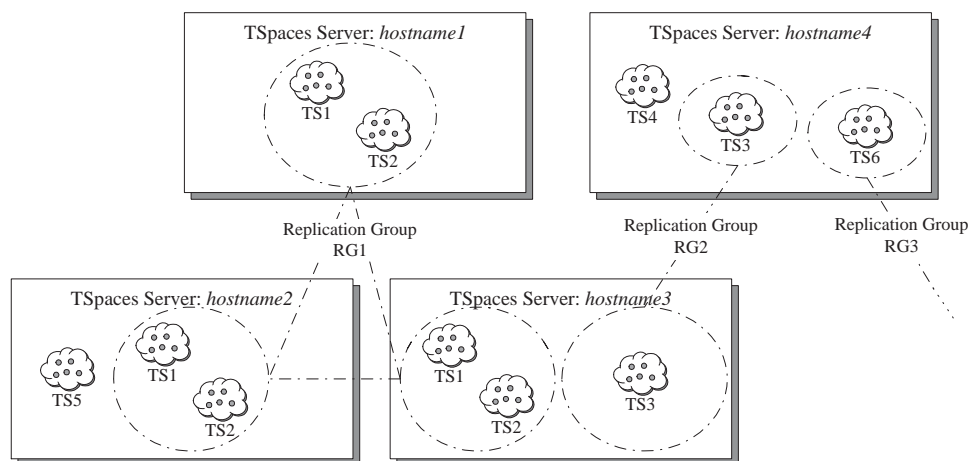 TSpaces Server: hostname1
TS1
TS2
TSpaces Server: hostname4
TS4
TS3
TS6
Replication Group
RG1
Replication Group
RG2
Replication Group
RG3
TSpaces Server: hostname2
TS5
TS1
TS2
TSpaces Server: hostname3
TS1
TS2
TS3